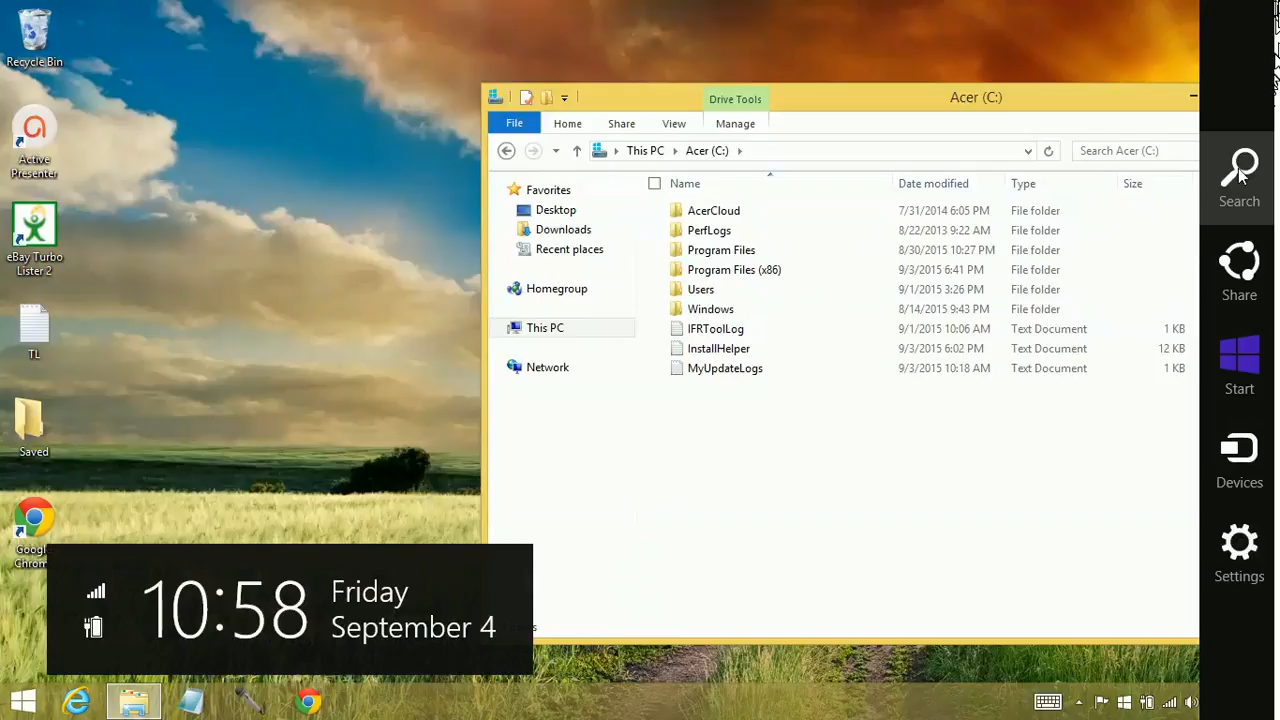 Recycle Bin
Active
Presenter
eBay Turbo
Lister 2
TL
Saved
Google
Chrom
Drive Tools
Acer (C:)
File
Home
Share
View
Manage
This PC
Acer (C:)
Search Acer (C:)
Favorites
Desktop
Downloads
Recent places
Homegroup
This PC
Network
Name
Date modified
Type
Size
AcerCloud
7/31/2014 6:05 PM
File folder
PerfLogs
8/22/2013 9:22 AM
File folder
Program Files
8/30/2015 10:27 PM
File folder
Program Files (x86)
9/3/2015 6:41 PM
File folder
Users
9/1/2015 3:26 PM
File folder
Windows
8/14/2015 9:43 PM
File folder
IFRToolLog
9/1/2015 10:06 AM
Text Document
1 KB
InstallHelper
9/3/2015 6:02 PM
Text Document
12 KB
MyUpdateLogs
9/3/2015 10:18 AM
Text Document
1 KB
Search
Share
Start
Devices
Settings
10:58
Friday
September 4